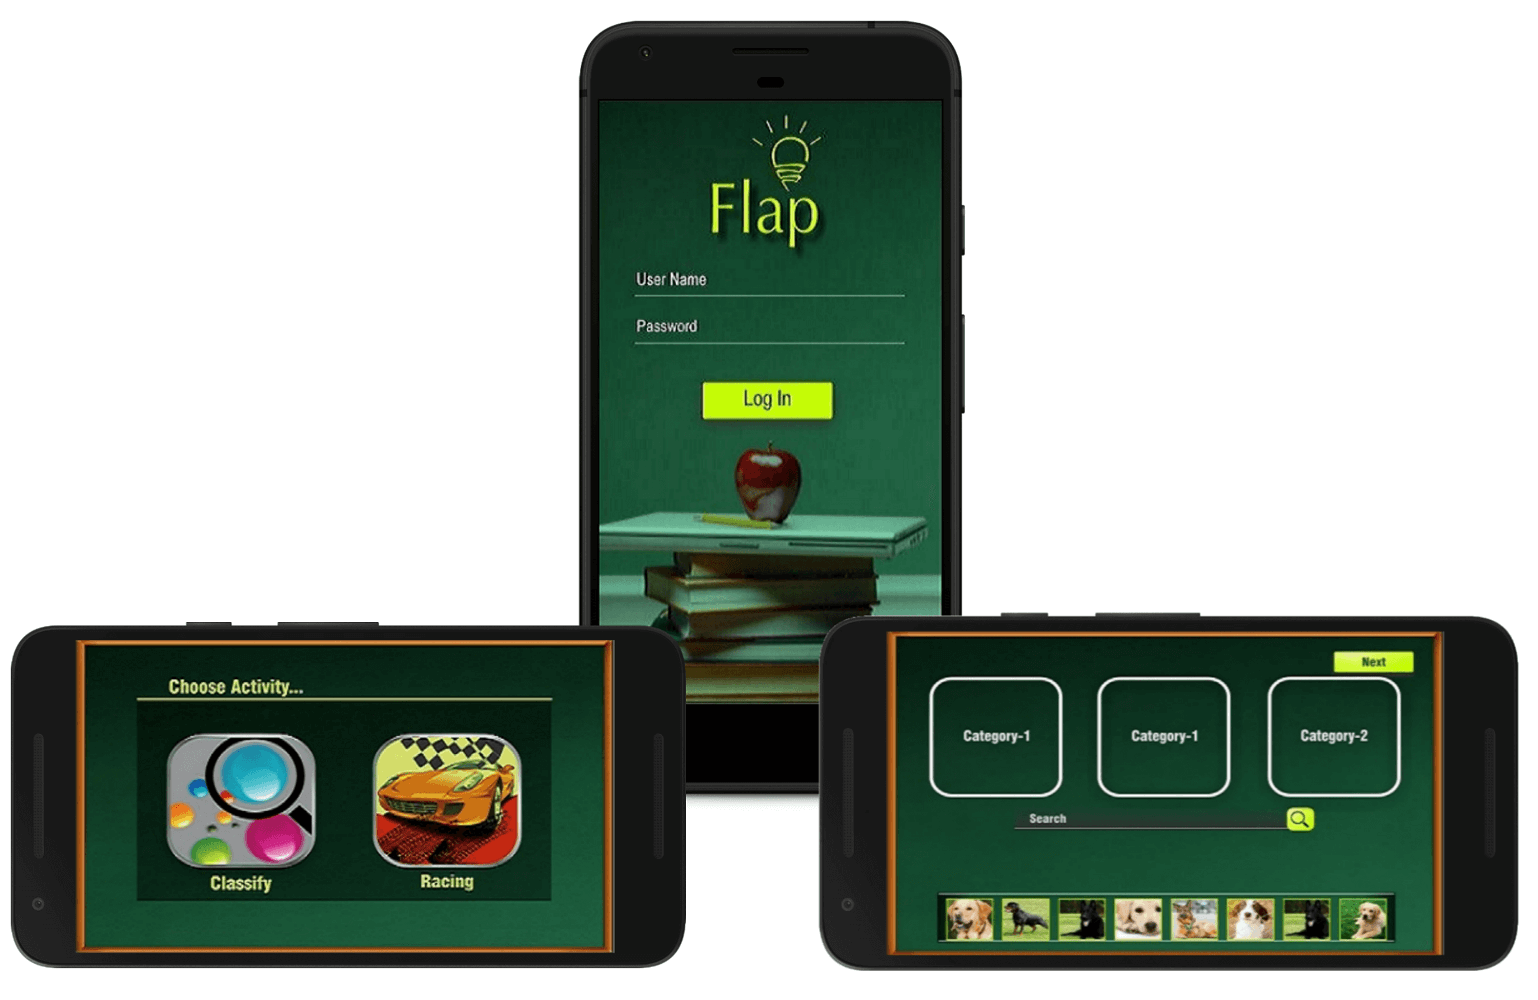 Flap
User Name
Password
Log In
Choose Activity...
Classify
Racing
Next
Category-1
Category-1
Category-2
Search